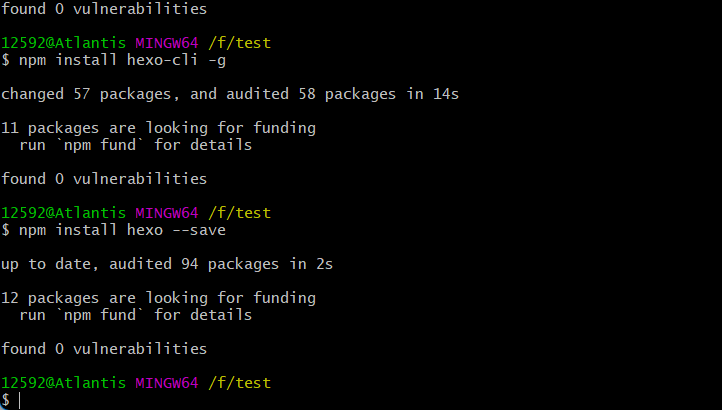 found 0 vulnerabilities
12592@Atlantis MINGW64 /f/test
$ npm install hexo-cli -g
changed 57 packages, and audited 58 packages in 14s
11 packages are looking for funding
  run `npm fund` for details
found 0 vulnerabilities
12592@Atlantis MINGW64 /f/test
$ npm install hexo --save
up to date, audited 94 packages in 2s
12 packages are looking for funding
  run `npm fund` for details
found 0 vulnerabilities
12592@Atlantis MINGW64 /f/test
$